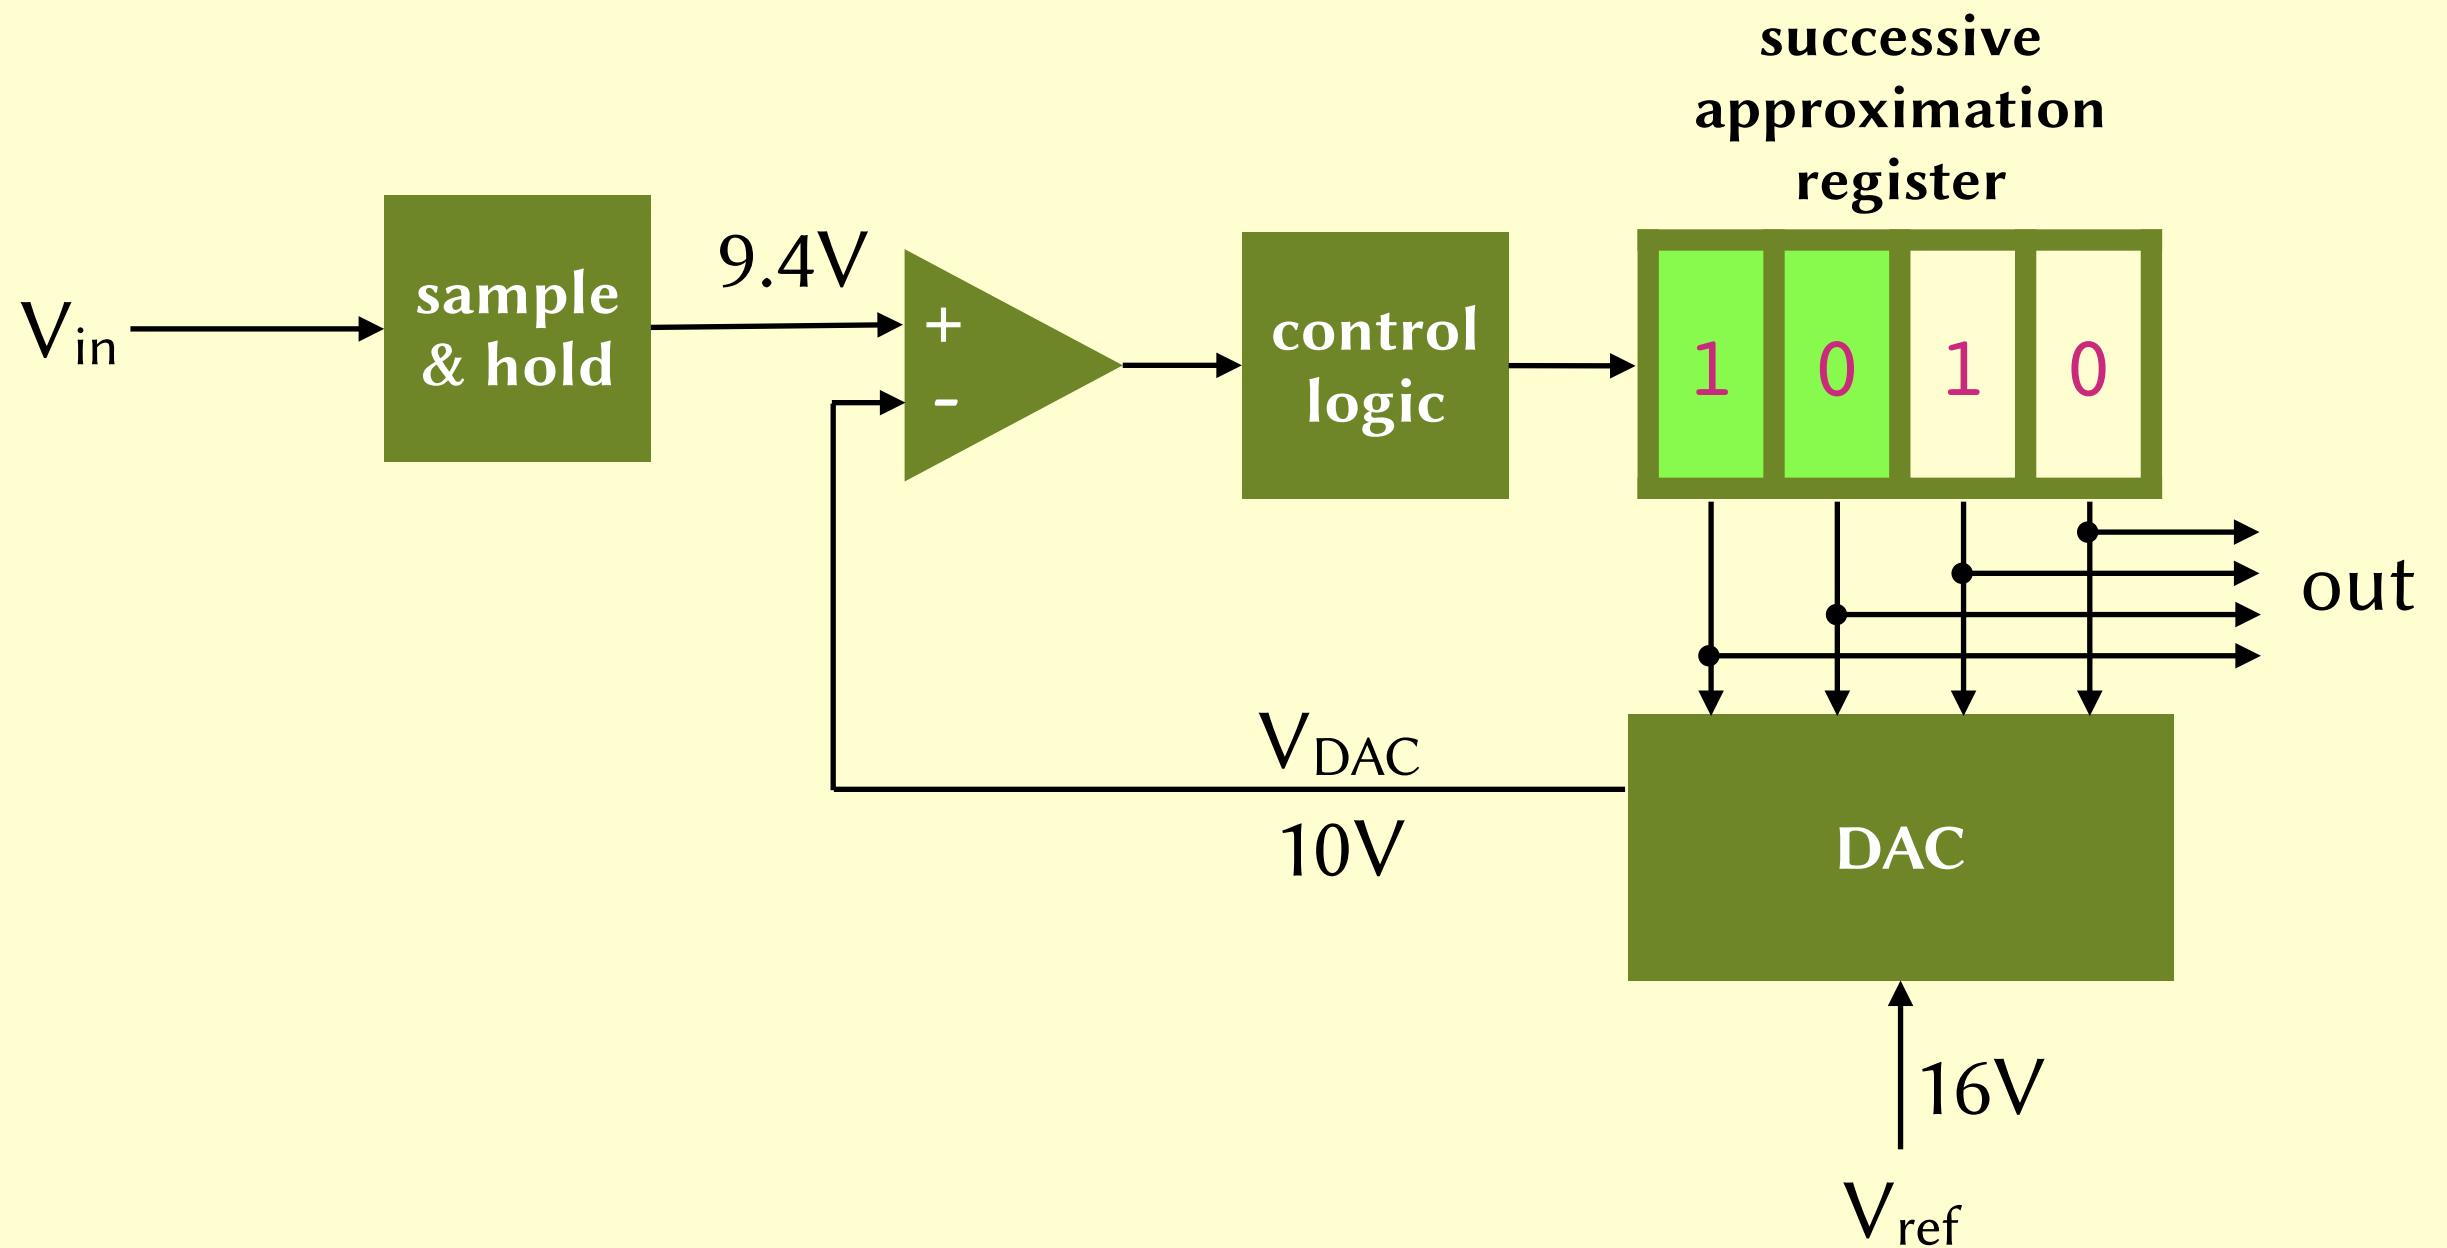 successive
approximation
register
sample
& hold
9.4V
Vin
+
-
control
logic
1 0 1 0
out
VDAC
10V
DAC
16V
Vref